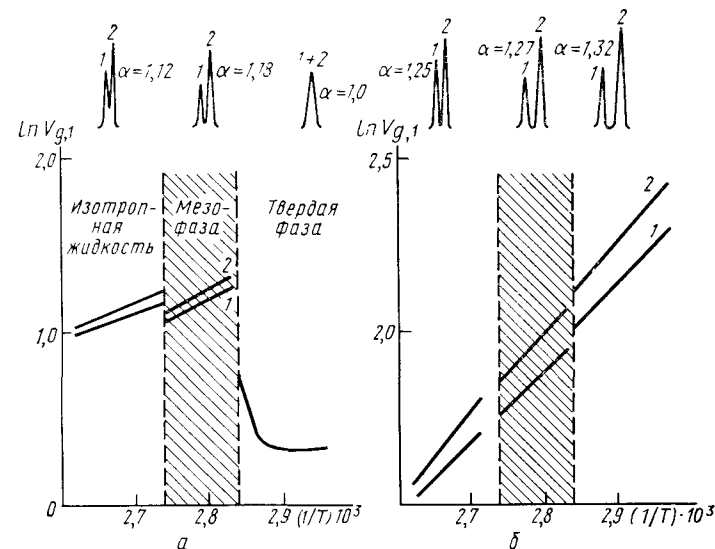 2
1
α=1,12
2
1
α=1,18
1+2
α=1,0
2
1
α=1,25
2
α=1,27
1
2
α=1,32
1
ln Vg,1
2,0
1,0
0
Изотроп-
ная
жидкость
Мезо-
фаза
Твердая
фаза
2
1
2,7
2,8
2,9
(1/T)·10³
а
ln Vg,1
2,5
2,0
2
1
2,7
2,8
2,9
(1/T)·10³
б